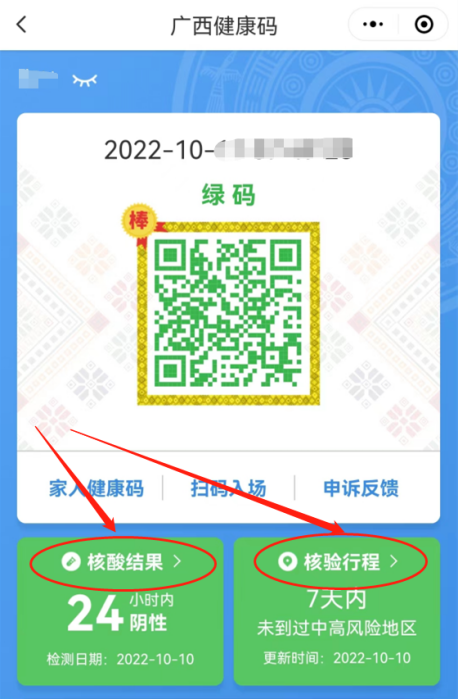 广西健康码
2022-10-
绿码
棒
家人健康码
扫码入场
申诉反馈
核酸结果
24 小时内
阴性
检测日期：2022-10-10
核验行程
7天内
未到过中高风险地区
更新时间：2022-10-10